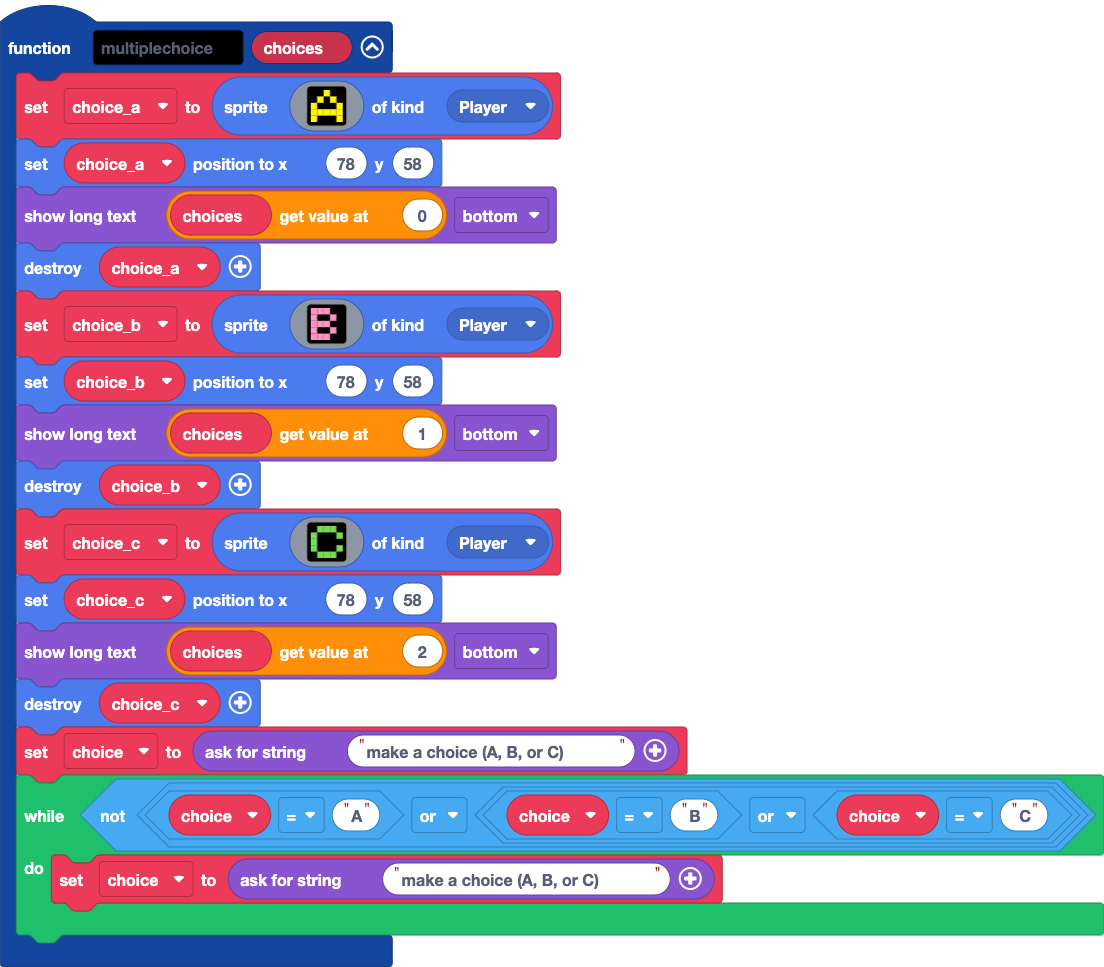 function multiplechoice choices
set choice_a to sprite A of kind Player
set choice_a position to x 78 y 58
show long text choices get value at 0 bottom
destroy choice_a
set choice_b to sprite B of kind Player
set choice_b position to x 78 y 58
show long text choices get value at 1 bottom
destroy choice_b
set choice_c to sprite C of kind Player
set choice_c position to x 78 y 58
show long text choices get value at 2 bottom
destroy choice_c
set choice to ask for string "make a choice (A, B, or C)"
while not choice = "A" or choice = "B" or choice = "C"
do set choice to ask for string "make a choice (A, B, or C)"